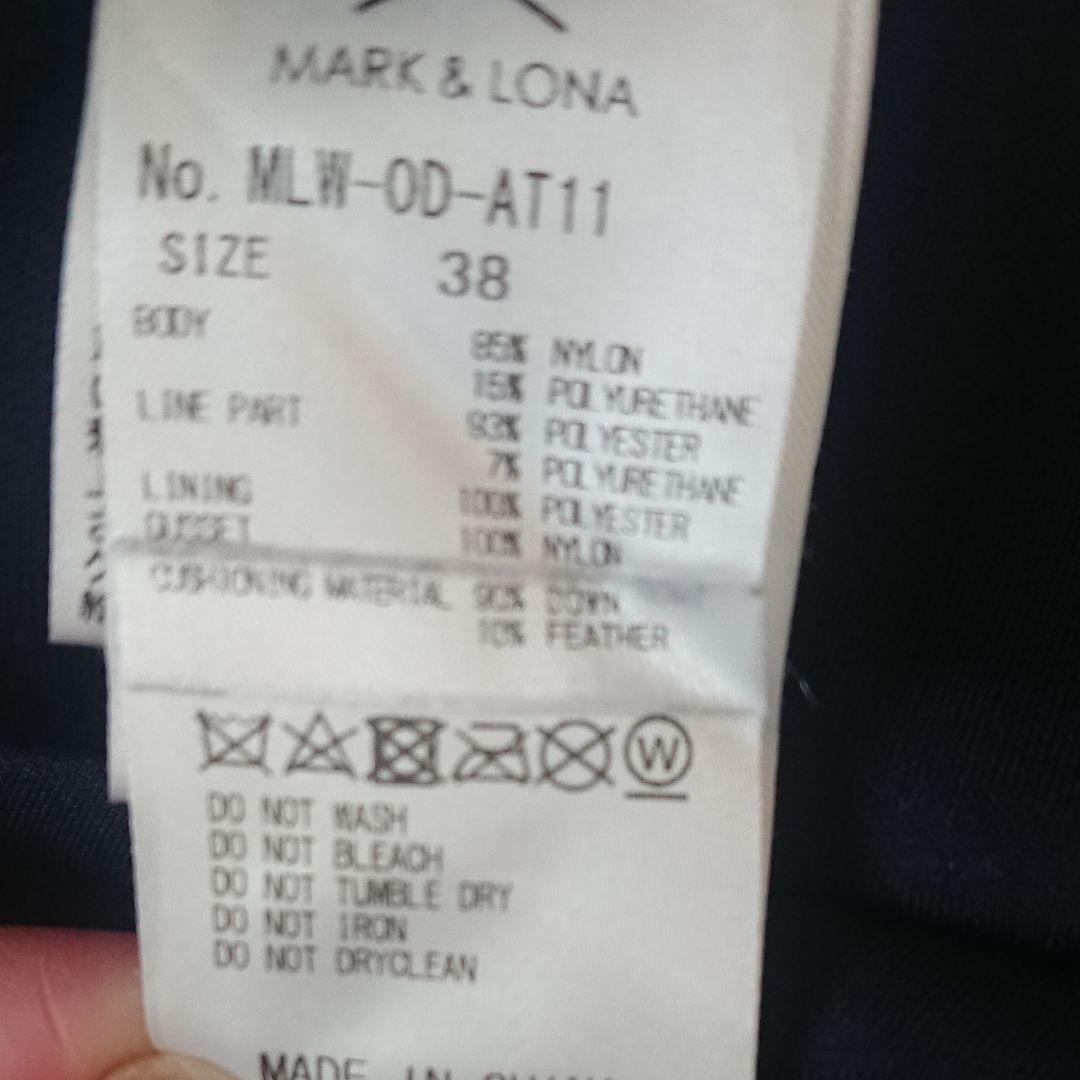 MARK & LONA
No. MLW-OD-AT11
SIZE 38
BODY 85% NYLON
15% POLYURETHANE
LINE PART 93% POLYESTER
7% POLYURETHANE
LINING 100% POLYESTER
GUSSET 100% NYLON
CUSHIONING MATERIAL 90% DOWN
10% FEATHER
W
DO NOT WASH
DO NOT BLEACH
DO NOT TUMBLE DRY
DO NOT IRON
DO NOT DRYCLEAN
MADE IN